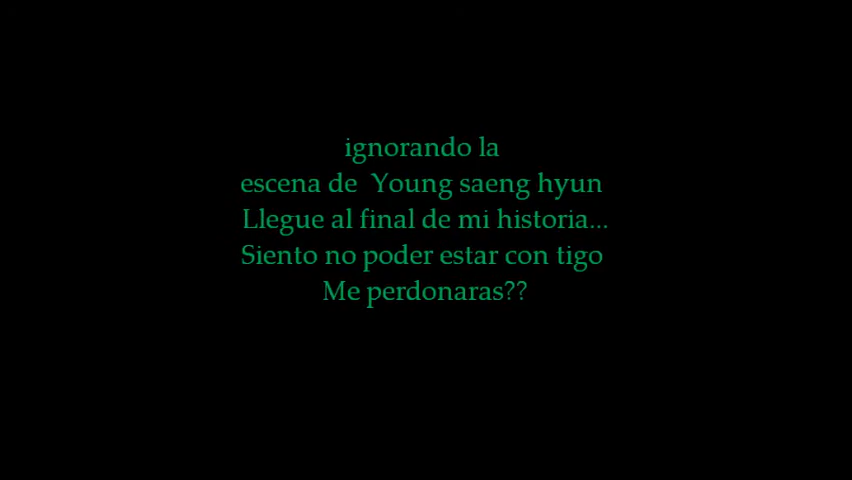 ignorando la
escena de Young saeng hyun
Llegue al final de mi historia...
Siento no poder estar con tigo
Me perdonaras??